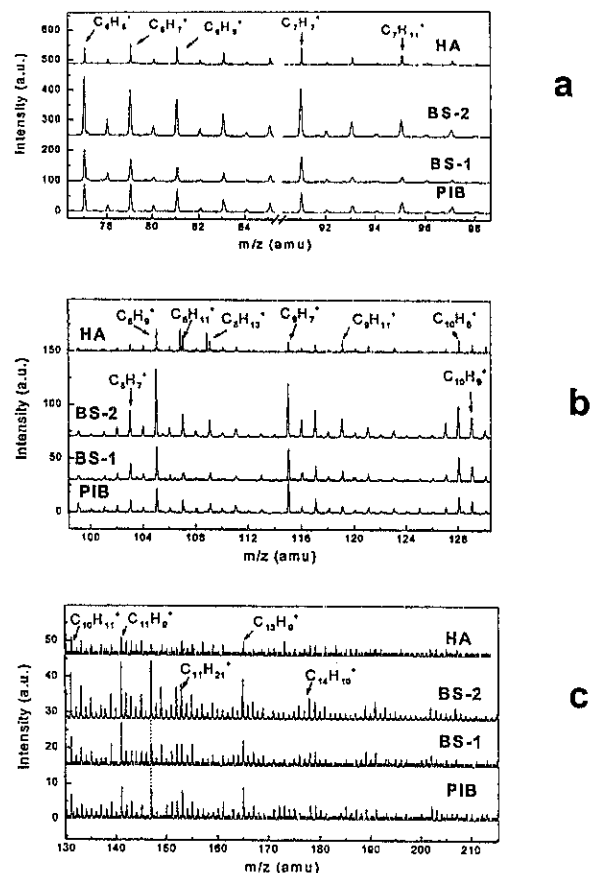 C₆H₅⁺ C₆H₇⁺ C₆H₉⁺ C₇H₇⁺ C₇H₁₁⁺
HA
BS-2
BS-1
PIB
600
500
400
300
200
100
0
Intensity (a.u.)
78 80 82 84 92 94 96 98
m/z (amu)
a
C₈H₉⁺ C₈H₁₁⁺ C₈H₁₃⁺ C₉H₇⁺ C₉H₁₁⁺ C₁₀H₈⁺
HA
C₈H₇⁺ C₁₀H₉⁺
BS-2
BS-1
PIB
150
100
50
0
Intensity (a.u.)
100 104 108 112 116 120 124 128
m/z (amu)
b
C₁₀H₁₁⁺ C₁₁H₉⁺ C₁₃H₉⁺
HA
C₁₁H₂₁⁺ C₁₄H₁₀⁺
BS-2
BS-1
PIB
50
40
30
20
10
0
Intensity (a.u.)
130 140 150 160 170 180 190 200 210
m/z (amu)
c